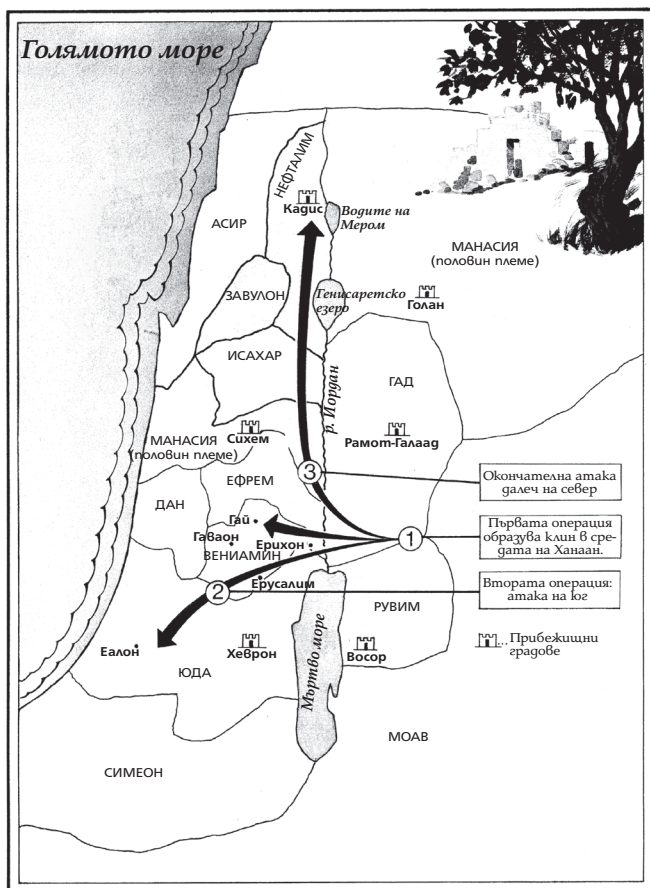 Голямото море
НЕФТАЛИМ
Кадис
Водите на
Мером
АСИР
МАНАСИЯ
(половин племе)
ЗАВУЛОН
Генисаретско
езеро
Голан
ИСАХАР
ГАД
р. Йордан
МАНАСИЯ
(половин племе)
Сихем
Рамот-Галаад
ЕФРЕМ
3
Окончателна атака
далеч на север
ДАН
Гай
Гаваон
ВЕНИАМИН
Ерихон
1
Първата операция
образува клин в сре-
дата на Ханаан.
Ерусалим
2
Втората операция:
атака на юг
РУВИМ
Еалон
Хеврон
Мъртво море
Восор
...Прибежищни
градове
ЮДА
МОАВ
СИМЕОН